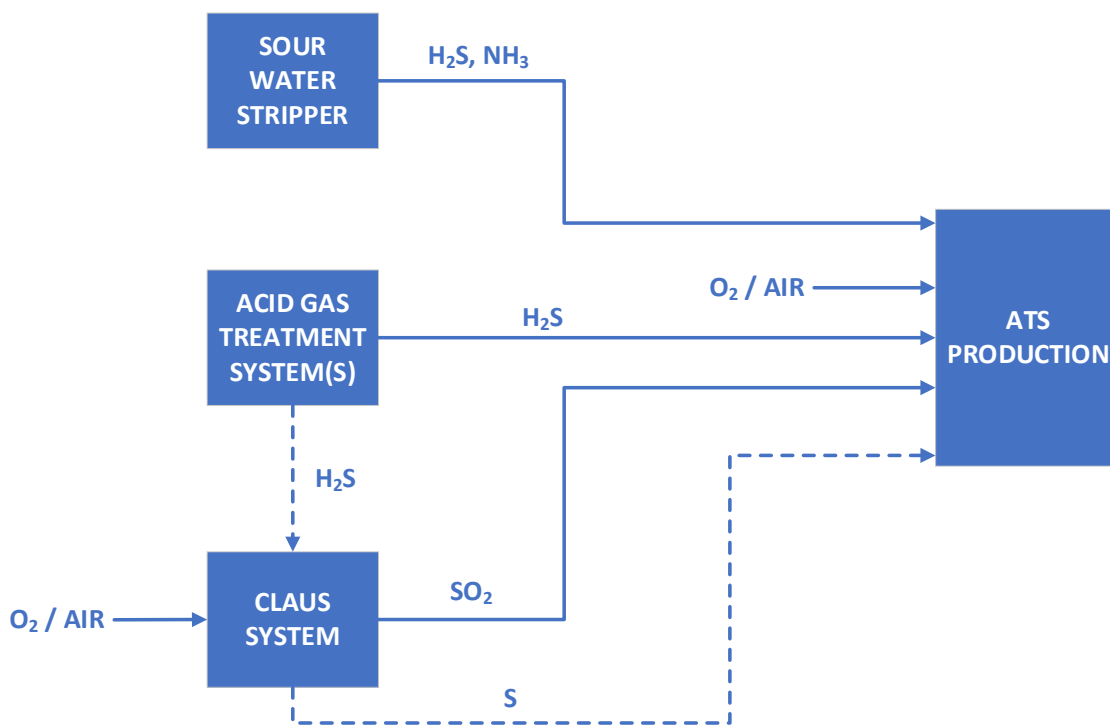 SOUR
WATER
STRIPPER
H₂S, NH₃
O₂ / AIR
ACID GAS
TREATMENT
SYSTEM(S)
H₂S
ATS
PRODUCTION
H₂S
O₂ / AIR
CLAUS
SYSTEM
SO₂
S